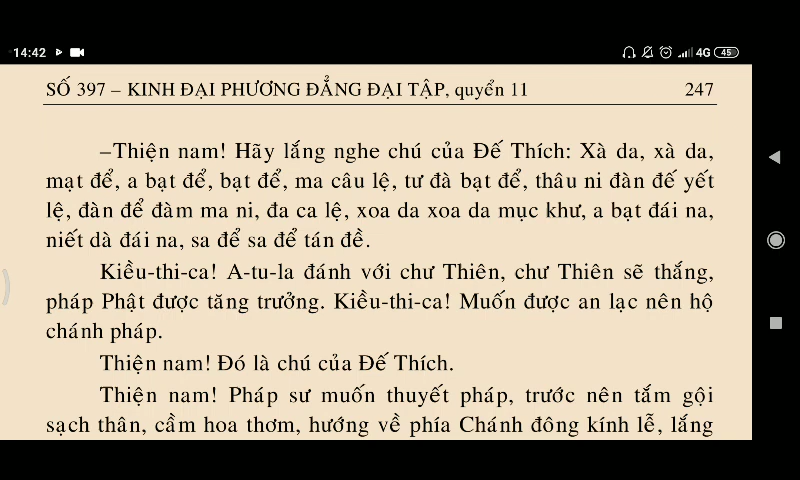 14:42
4G 45
SỐ 397 – KINH ĐẠI PHƯƠNG ĐẲNG ĐẠI TẬP, quyển 11 247
–Thiện nam! Hãy lắng nghe chú của Đế Thích: Xà da, xà da,
mạt để, a bạt để, bạt để, ma câu lệ, tư đà bạt để, thâu ni đàn đế yết
lệ, đàn để đàm ma ni, đa ca lệ, xoa da xoa da mục khư, a bạt đái na,
niết dà đái na, sa để sa để tán đề.
Kiều-thi-ca! A-tu-la đánh với chư Thiên, chư Thiên sẽ thắng,
pháp Phật được tăng trưởng. Kiều-thi-ca! Muốn được an lạc nên hộ
chánh pháp.
Thiện nam! Đó là chú của Đế Thích.
Thiện nam! Pháp sư muốn thuyết pháp, trước nên tắm gội
sạch thân, cầm hoa thơm, hướng về phía Chánh đông kính lễ, lắng